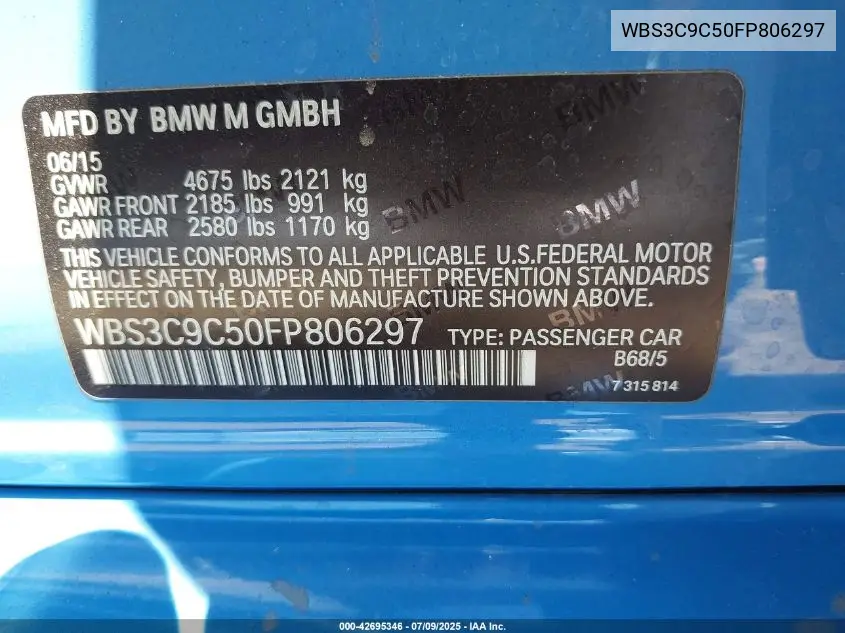 WBS3C9C50FP806297
MFD BY BMW M GMBH
06/15
GVWR 4675 lbs 2121 kg
GAWR FRONT 2185 lbs 991 kg
GAWR REAR 2580 lbs 1170 kg
BMW
BMW
BMW
THIS VEHICLE CONFORMS TO ALL APPLICABLE U.S.FEDERAL MOTOR
VEHICLE SAFETY, BUMPER AND THEFT PREVENTION STANDARDS
IN EFFECT ON THE DATE OF MANUFACTURE SHOWN ABOVE.
BMW
WBS3C9C50FP806297 TYPE: PASSENGER CAR
B68/5
BMW
7 315 814
000-42695346 - 07/09/2025 - IAA Inc.